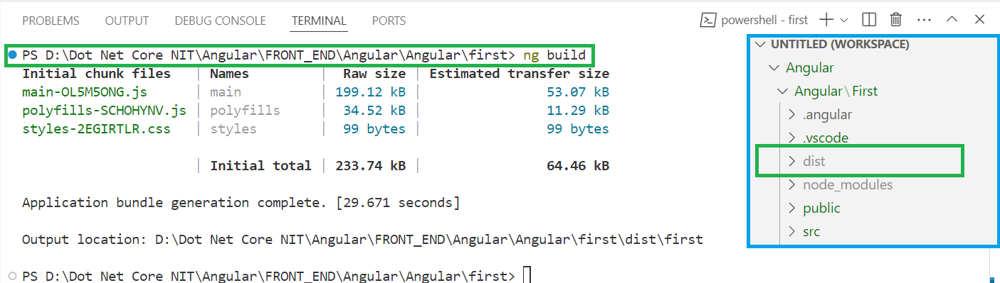 PROBLEMS OUTPUT DEBUG CONSOLE TERMINAL PORTS powershell - first
PS D:\Dot Net Core NIT\Angular\FRONT_END\Angular\Angular\first> ng build
Initial chunk files | Names | Raw size | Estimated transfer size
main-OL5M5ONG.js | main | 199.12 kB | 53.07 kB
polyfills-SCHOHYNV.js | polyfills | 34.52 kB | 11.29 kB
styles-2EGIRTLR.css | styles | 99 bytes | 99 bytes
| Initial total | 233.74 kB | 64.46 kB
Application bundle generation complete. [29.671 seconds]
Output location: D:\Dot Net Core NIT\Angular\FRONT_END\Angular\Angular\first\dist\first
PS D:\Dot Net Core NIT\Angular\FRONT_END\Angular\Angular\first>
UNTITLED (WORKSPACE)
Angular
Angular\First
.angular
.vscode
dist
node_modules
public
src